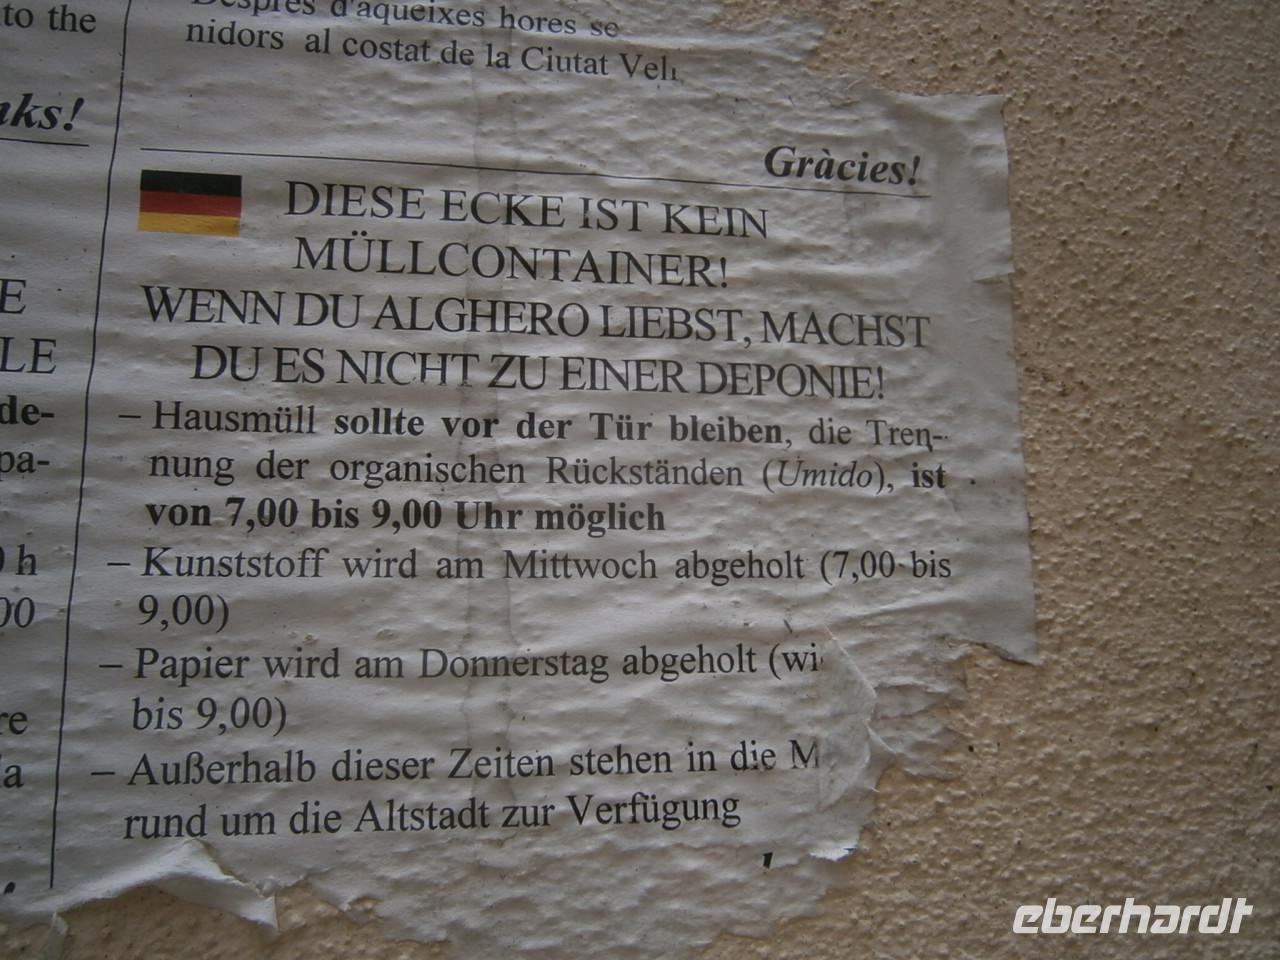 to the
nks!
E
LE
de-
pa-
h
00
re
ia
Després d'aqueixes hores se
nidors al costat de la Ciutat
Gràcies!
DIESE ECKE IST KEIN
MÜLLCONTAINER!
WENN DU ALGHERO LIEBST, MACHST
DU ES NICHT ZU EINER DEPONIE!
– Hausmüll sollte vor der Tür bleiben, die Tren-
nung der organischen Rückständen (Umido), ist
von 7,00 bis 9,00 Uhr möglich
– Kunststoff wird am Mittwoch abgeholt (7,00 bis
9,00)
– Papier wird am Donnerstag abgeholt
bis 9,00)
– Außerhalb dieser Zeiten stehen in die M
rund um die Altstadt zur Verfügung
eberhardt